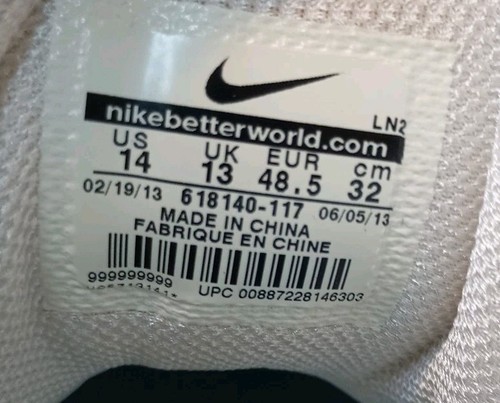 LN2
nikebetterworld.com
US UK EUR cm
14 13 48.5 32
02/19/13 618140-117 06/05/13
MADE IN CHINA
FABRIQUE EN CHINE
999999999
UPC 00887228146303